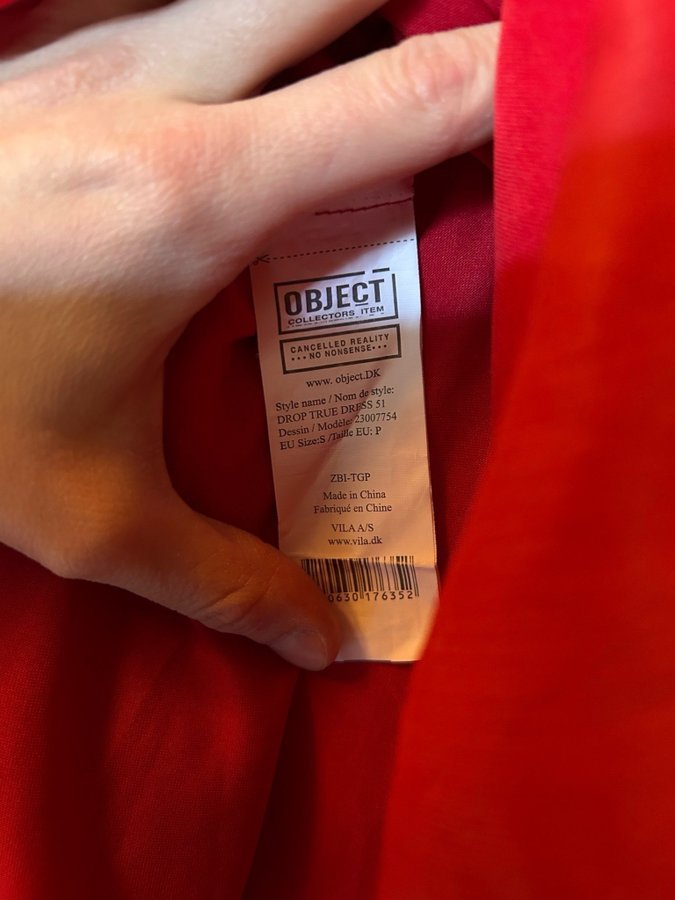 OBJECT
COLLECTORS ITEM
CANCELLED REALITY
•••NO NONSENSE•••
www. object.DK
Style name / Nom de style:
DROP TRUE DRESS 51
Dessin / Modèle: 23007754
EU Size:S /Taille EU: P
ZBI-TGP
Made in China
Fabriqué en Chine
VILA A/S
www.vila.dk
0630 176352